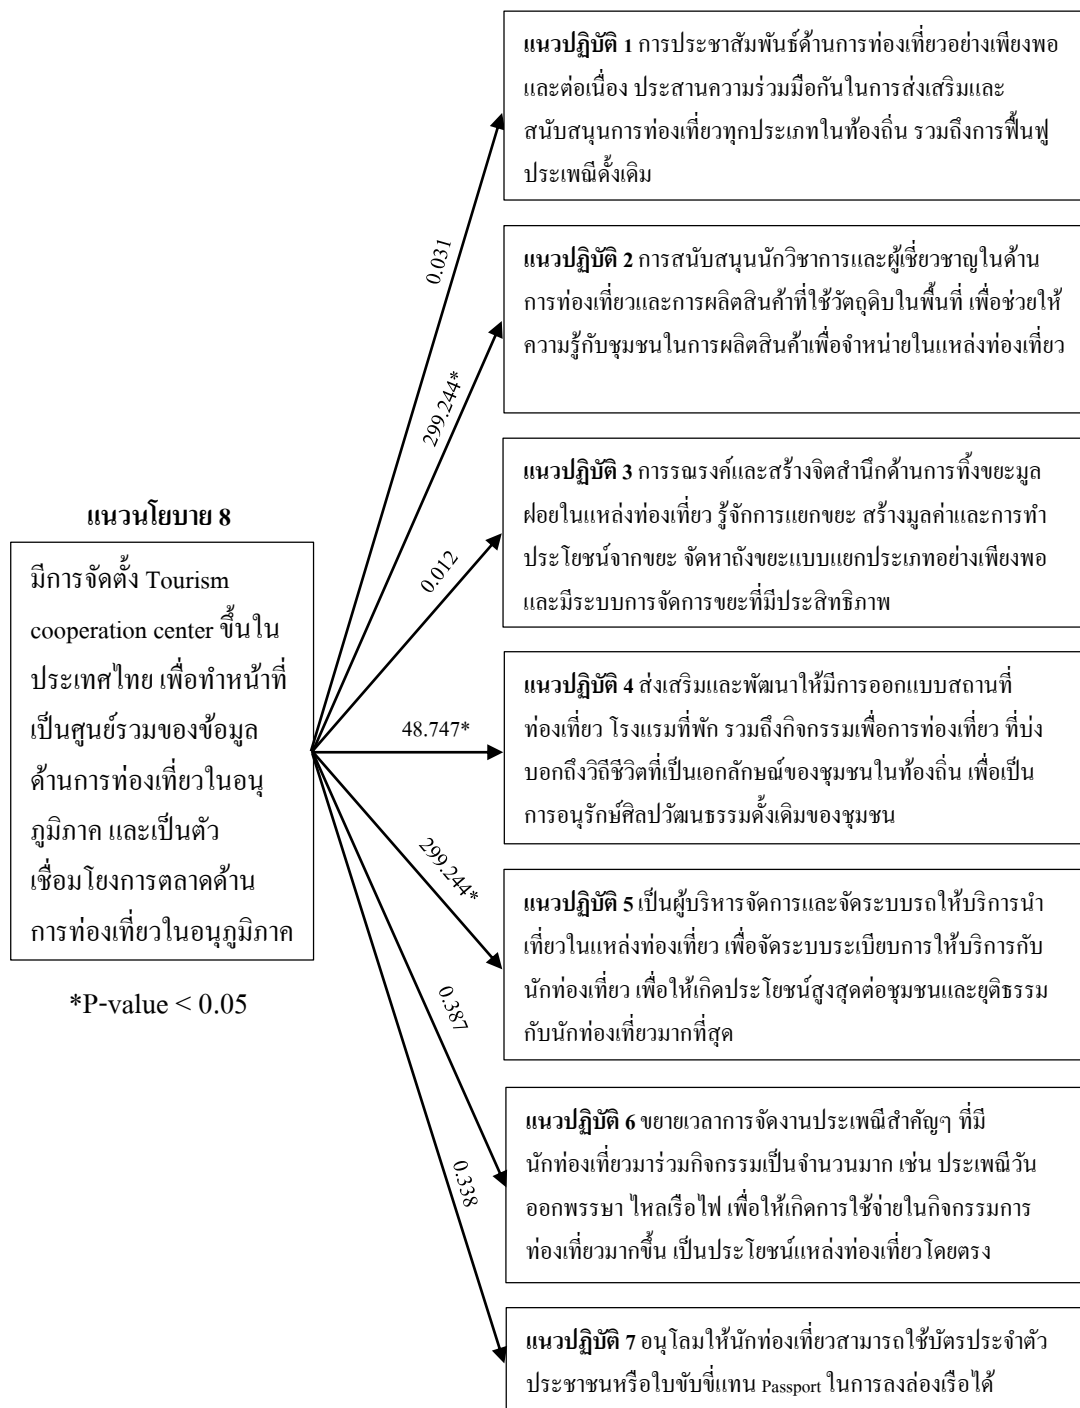 แนวปฏิบัติ 1 การประชาสัมพันธ์ด้านการท่องเที่ยวอย่างเพียงพอ
และต่อเนื่อง ประสานความร่วมมือกันในการส่งเสริมและ
สนับสนุนการท่องเที่ยวทุกประเภทในท้องถิ่น รวมถึงการฟื้นฟู
ประเพณีดั้งเดิม
0.031
แนวปฏิบัติ 2 การสนับสนุนนักวิชาการและผู้เชี่ยวชาญในด้าน
การท่องเที่ยวและการผลิตสินค้าที่ใช้วัตถุดิบในพื้นที่ เพื่อช่วยให้
ความรู้กับชุมชนในการผลิตสินค้าเพื่อจำหน่ายในแหล่งท่องเที่ยว
299.244*
แนวปฏิบัติ 3 การรณรงค์และสร้างจิตสำนึกด้านการทิ้งขยะมูล
ฝอยในแหล่งท่องเที่ยว รู้จักการแยกขยะ สร้างมูลค่าและการทำ
ประโยชน์จากขยะ จัดหาถังขยะแบบแยกประเภทอย่างเพียงพอ
และมีระบบการจัดการขยะที่มีประสิทธิภาพ
0.012
แนวนโยบาย 8
มีการจัดตั้ง Tourism
cooperation center ขึ้นใน
ประเทศไทย เพื่อทำหน้าที่
เป็นศูนย์รวมของข้อมูล
ด้านการท่องเที่ยวในอนุ
ภูมิภาค และเป็นตัว
เชื่อมโยงการตลาดด้าน
การท่องเที่ยวในอนุภูมิภาค
*P-value < 0.05
แนวปฏิบัติ 4 ส่งเสริมและพัฒนาให้มีการออกแบบสถานที่
ท่องเที่ยว โรงแรมที่พัก รวมถึงกิจกรรมเพื่อการท่องเที่ยว ที่บ่ง
บอกถึงวิถีชีวิตที่เป็นเอกลักษณ์ของชุมชนในท้องถิ่น เพื่อเป็น
การอนุรักษ์ศิลปวัฒนธรรมดั้งเดิมของชุมชน
48.747*
299.244*
แนวปฏิบัติ 5 เป็นผู้บริหารจัดการและจัดระบบรถให้บริการนำ
เที่ยวในแหล่งท่องเที่ยว เพื่อจัดระบบระเบียบการให้บริการกับ
นักท่องเที่ยว เพื่อให้เกิดประโยชน์สูงสุดต่อชุมชนและยุติธรรม
กับนักท่องเที่ยวมากที่สุด
0.387
แนวปฏิบัติ 6 ขยายเวลาการจัดงานประเพณีสำคัญๆ ที่มี
นักท่องเที่ยวมาร่วมกิจกรรมเป็นจำนวนมาก เช่น ประเพณีวัน
ออกพรรษา ไหลเรือไฟ เพื่อให้เกิดการใช้จ่ายในกิจกรรมการ
ท่องเที่ยวมากขึ้น เป็นประโยชน์แหล่งท่องเที่ยวโดยตรง
0.338
แนวปฏิบัติ 7 อนุโลมให้นักท่องเที่ยวสามารถใช้บัตรประจำตัว
ประชาชนหรือใบขับขี่แทน Passport ในการลงล่องเรือได้